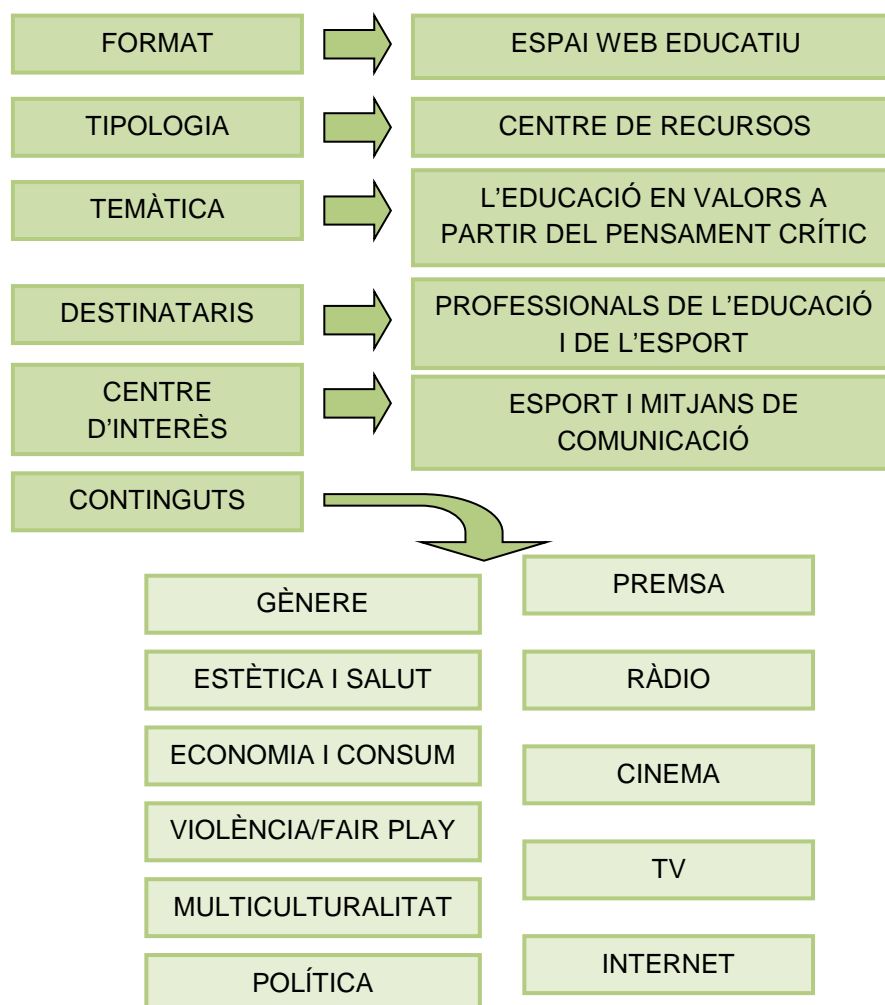 FORMAT
ESPAI WEB EDUCATIU
TIPOLOGIA
CENTRE DE RECURSOS
TEMÀTICA
L'EDUCACIÓ EN VALORS A
PARTIR DEL PENSAMENT CRÍTIC
DESTINATARIS
PROFESSIONALS DE L'EDUCACIÓ
I DE L'ESPORT
CENTRE
D'INTERÈS
ESPORT I MITJANS DE
COMUNICACIÓ
CONTINGUTS
GÈNERE
ESTÈTICA I SALUT
ECONOMIA I CONSUM
VIOLÈNCIA/FAIR PLAY
MULTICULTURALITAT
POLÍTICA
PREMSA
RÀDIO
CINEMA
TV
INTERNET